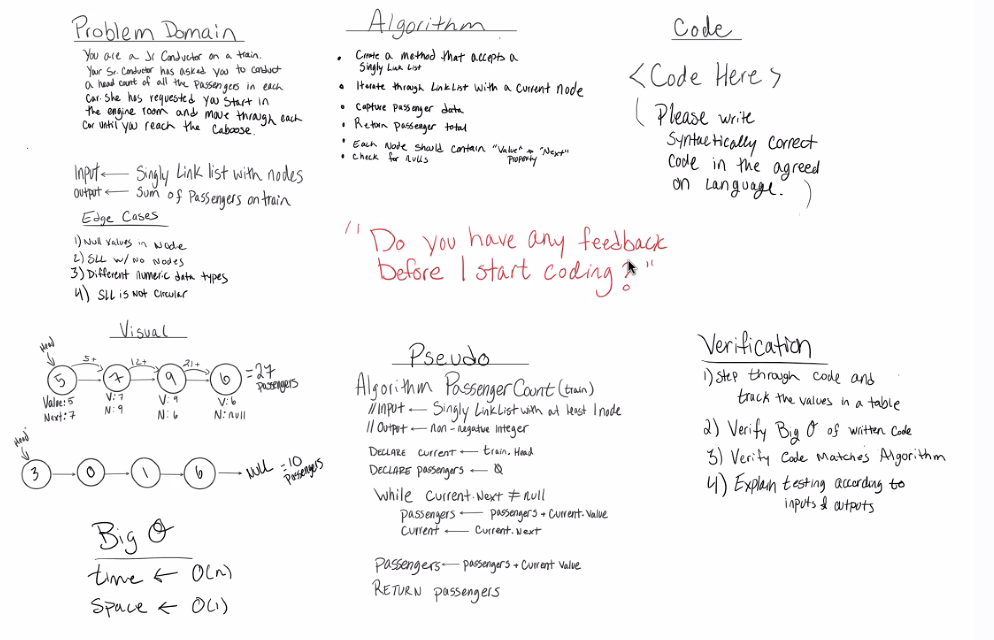 Problem Domain
You are a Jr Conductor on a train.
Your Sr. Conductor has asked you to conduct
a head count of all the passengers in each
car. She has requested you start in
the engine room and move through each
car until you reach the caboose.
Input ← Singly Link list with nodes
output ← Sum of Passengers on train
Edge Cases
1) Null values in Node
2) SLL w/ No Nodes
3) Different numeric data types
4) SLL is Not Circular
Visual
Head
5+
12+
21+
5
7
9
6
=27
passengers
Value: 5
Next: 7
V: 7
N: 9
V: 9
N: 6
V: 6
N: null
Head
3
0
1
6
NULL
=10
Passengers
Big O
time ← O(n)
Space ← O(1)
Algorithm
• Create a method that accepts a
Singly Link List
• Iterate through Link List with a current node
• Capture passenger data
• Return passenger total
• Each Node should contain "Value" + "Next"
property
• Check for Nulls
Code
<Code Here>
(Please write
Syntactically correct
code in the agreed
on Language.)
"Do you have any feedback
before I start coding?"
Pseudo
Algorithm PassengerCount (train)
// Input ← Singly LinkList with at least 1 node
// Output ← non-negative integer
DECLARE current ← train.Head
DECLARE passengers ← 0
While current.Next ≠ null
passengers ← passengers + Current.Value
Current ← Current.Next
Passengers ← passengers + Current Value
RETURN passengers
Verification
1) Step through code and
track the values in a table
2) Verify Big O of written code
3) Verify Code Matches Algorithm
4) Explain testing according to
inputs & outputs